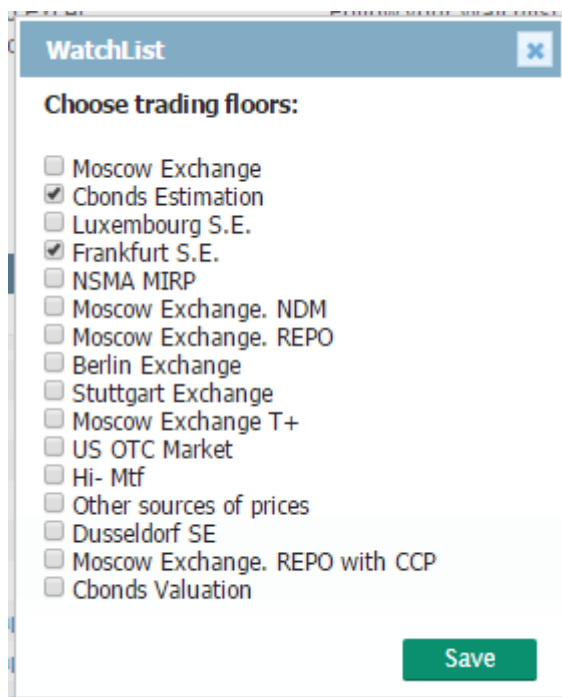 WatchList
Choose trading floors:
Moscow Exchange
Cbonds Estimation
Luxembourg S.E.
Frankfurt S.E.
NSMA MIRP
Moscow Exchange. NDM
Moscow Exchange. REPO
Berlin Exchange
Stuttgart Exchange
Moscow Exchange T+
US OTC Market
Hi- Mtf
Other sources of prices
Dusseldorf SE
Moscow Exchange. REPO with CCP
Cbonds Valuation
Save